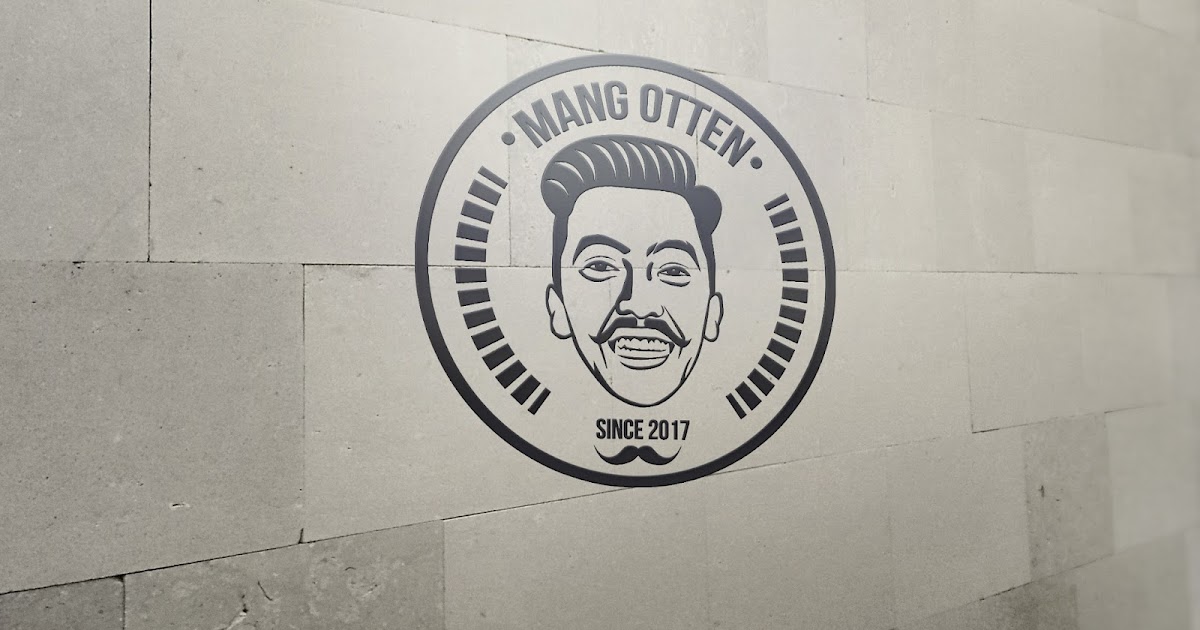 • MANG OTTEN •
SINCE 2017